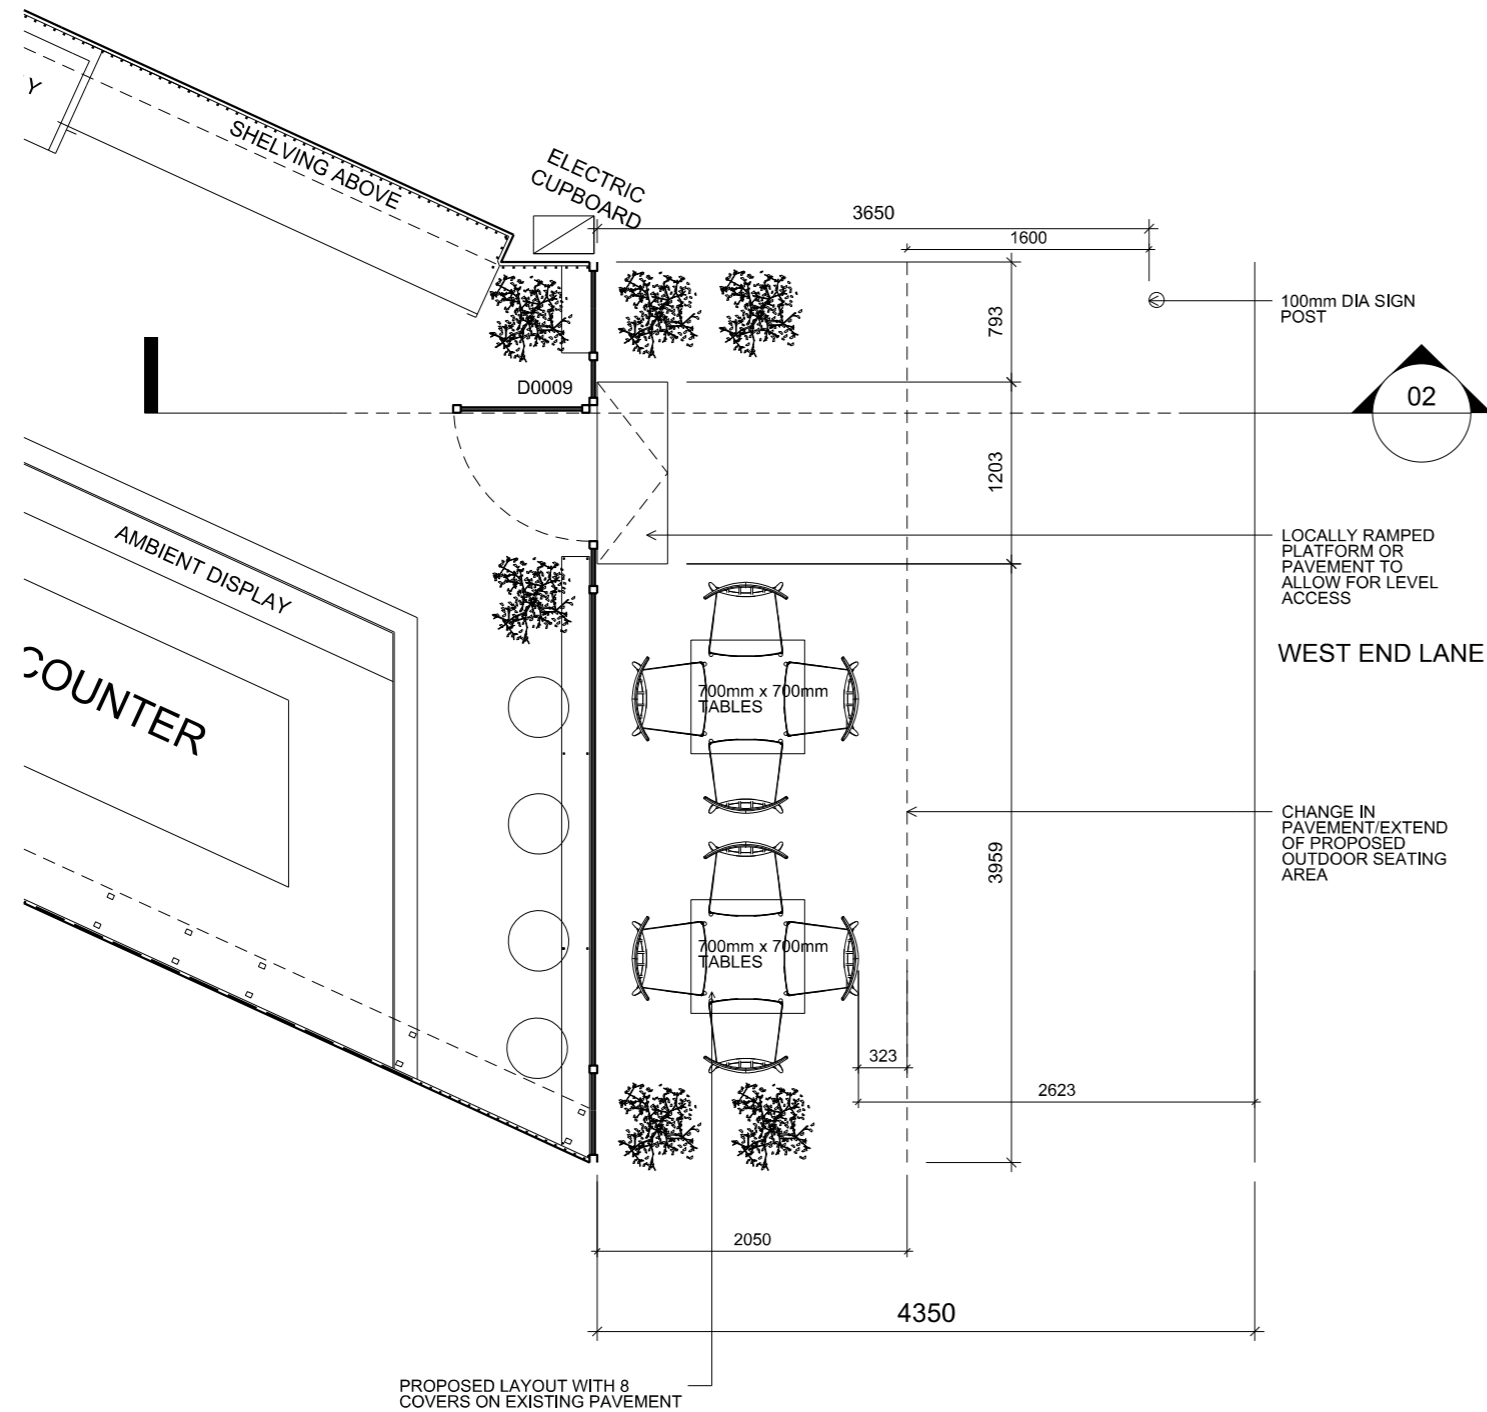 Y
SHELVING ABOVE
ELECTRIC
CUPBOARD
3650
1600
793
100mm DIA SIGN
POST
D0009
02
1203
AMBIENT DISPLAY
LOCALLY RAMPED
PLATFORM OR
PAVEMENT TO
ALLOW FOR LEVEL
ACCESS
WEST END LANE
COUNTER
700mm x 700mm
TABLES
CHANGE IN
PAVEMENT/EXTEND
OF PROPOSED
OUTDOOR SEATING
AREA
3959
700mm x 700mm
TABLES
323
2623
2050
4350
PROPOSED LAYOUT WITH 8
COVERS ON EXISTING PAVEMENT